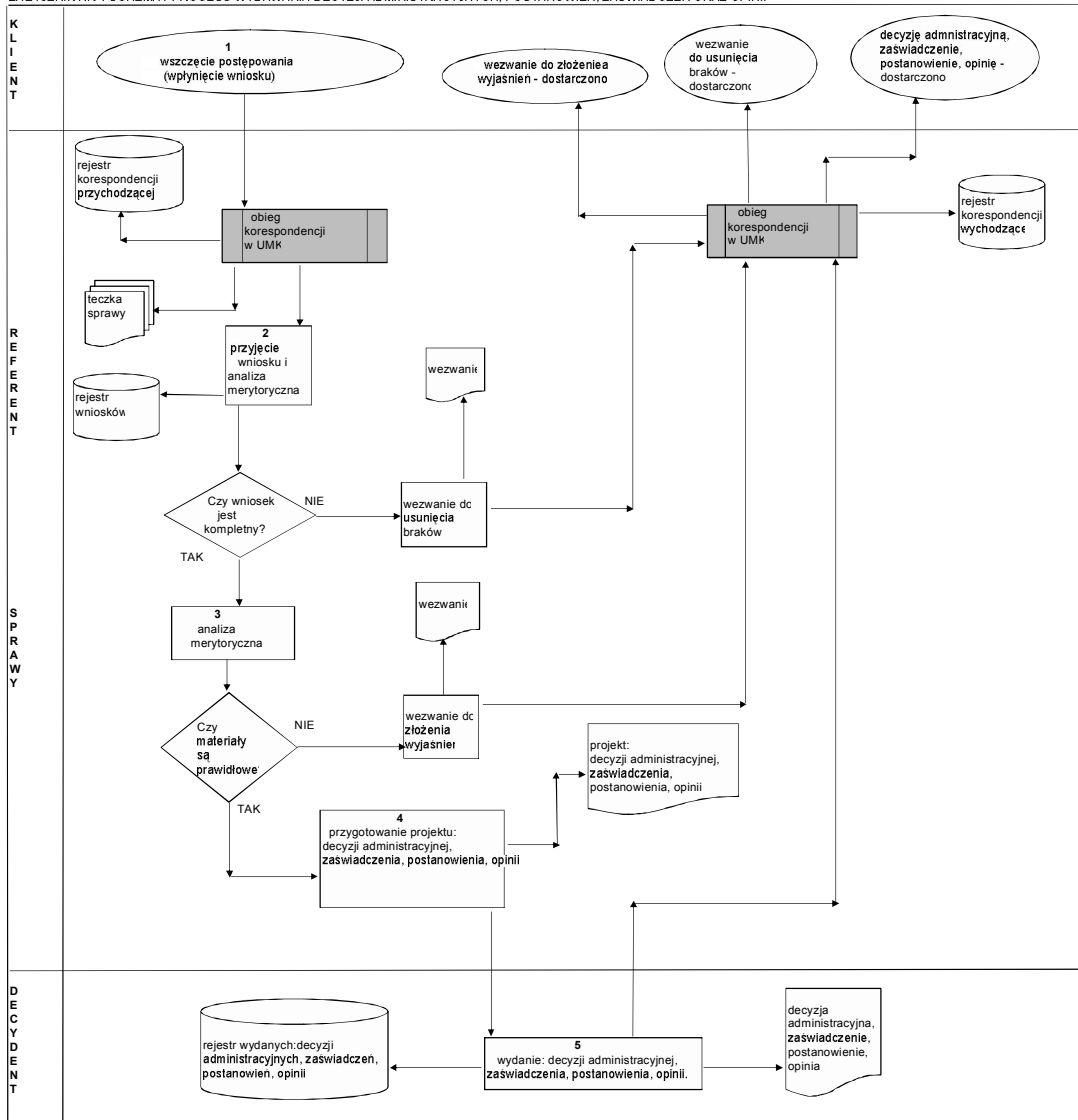 K
L
I
E
N
T
1
wszczęcie postępowania
(wpłynięcie wniosku)
wezwanie do złożenieа
wyjaśnień - dostarczono
wezwanie
do usunięcia
braków -
dostarczonc
decyzję admnistracyjną,
zaświadczenie,
postanowienie, opinię -
dostarczono
R
E
F
E
R
E
N
T
S
P
R
A
W
Y
rejestr
korespondencji
przychodzącej
obieg
korespondencji
w UMK
obieg
korespondencji
w UMK
rejestr
korespondencji
wychodzące
teczka
sprawy
2
przyjęcie
wniosku i
analiza
merytoryczna
rejestr
wniosków
wezwanie
Czy wniosek
jest
kompletny?
NIE
TAK
wezwanie do
usunięcia
braków
3
analiza
merytoryczna
wezwanie
Czy
materiały
są
prawidłowe
NIE
TAK
wezwanie do
złożenia
wyjaśnier
projekt:
decyzji administracyjnej,
zaświadczenia,
postanowienia, opinii
4
przygotowanie projektu:
decyzji administracyjnej,
zaświadczenia, postanowienia, opinii
D
E
C
Y
D
E
N
T
rejestr wydanych:decyzji
administracyjnych, zaświadczeń,
postanowień, opinii
5
wydanie: decyzji administracyjnej,
zaświadczenia, postanowienia, opinii.
decyzja
administracyjna,
zaświadczenie,
postanowienie,
opinia